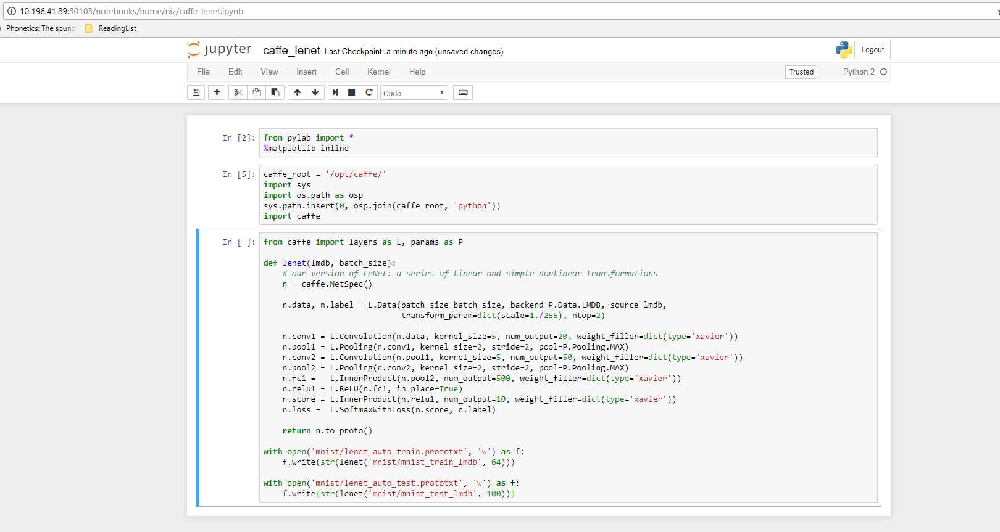 10.196.41.89:30103/notebooks/home/niz/caffe_lenet.ipynb
Phonetics: The sound ReadingList
jupyter caffe_lenet Last Checkpoint: a minute ago (unsaved changes) Logout
File Edit View Insert Cell Kernel Help Trusted Python 2
Code
In [2]: from pylab import *
%matplotlib inline
In [5]: caffe_root = '/opt/caffe/'
import sys
import os.path as osp
sys.path.insert(0, osp.join(caffe_root, 'python'))
import caffe
In [ ]: from caffe import layers as L, params as P
def lenet(lmdb, batch_size):
# our version of LeNet: a series of linear and simple nonlinear transformations
n = caffe.NetSpec()
n.data, n.label = L.Data(batch_size=batch_size, backend=P.Data.LMDB, source=lmdb,
transform_param=dict(scale=1./255), ntop=2)
n.conv1 = L.Convolution(n.data, kernel_size=5, num_output=20, weight_filler=dict(type='xavier'))
n.pool1 = L.Pooling(n.conv1, kernel_size=2, stride=2, pool=P.Pooling.MAX)
n.conv2 = L.Convolution(n.pool1, kernel_size=5, num_output=50, weight_filler=dict(type='xavier'))
n.pool2 = L.Pooling(n.conv2, kernel_size=2, stride=2, pool=P.Pooling.MAX)
n.fc1 =   L.InnerProduct(n.pool2, num_output=500, weight_filler=dict(type='xavier'))
n.relu1 = L.ReLU(n.fc1, in_place=True)
n.score = L.InnerProduct(n.relu1, num_output=10, weight_filler=dict(type='xavier'))
n.loss =  L.SoftmaxWithLoss(n.score, n.label)
return n.to_proto()
with open('mnist/lenet_auto_train.prototxt', 'w') as f:
f.write(str(lenet('mnist/mnist_train_lmdb', 64)))
with open('mnist/lenet_auto_test.prototxt', 'w') as f:
f.write(str(lenet('mnist/mnist_test_lmdb', 100)))